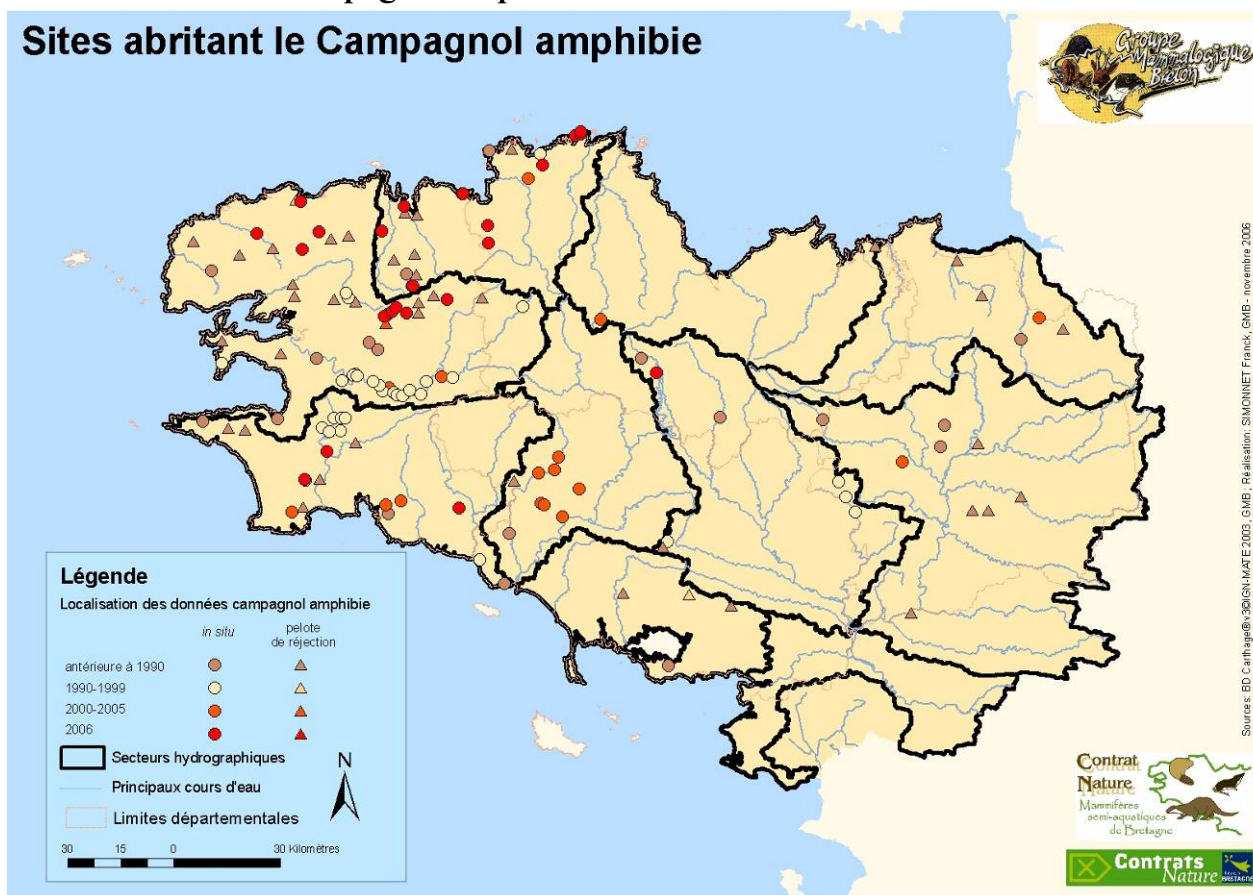 Sites abritant le Campagnol amphibie
Groupe
Mammalogique
Breton
Légende
Localisation des données campagnol amphibie
in situ
pelote
de réjection
antérieure à 1990
1990-1999
2000-2005
2006
Secteurs hydrographiques
Principaux cours d'eau
Limites départementales
N
30 15 0 30 Kilomètres
Sources: BD Carthage®v3©IGN-MATE 2003, GMB ; Réalisation: SIMONNET Franck, GMB - novembre 2006
Contrat
Nature
Mammifères
semi-aquatiques
de Bretagne
Contrats
Nature
BRETAGNE